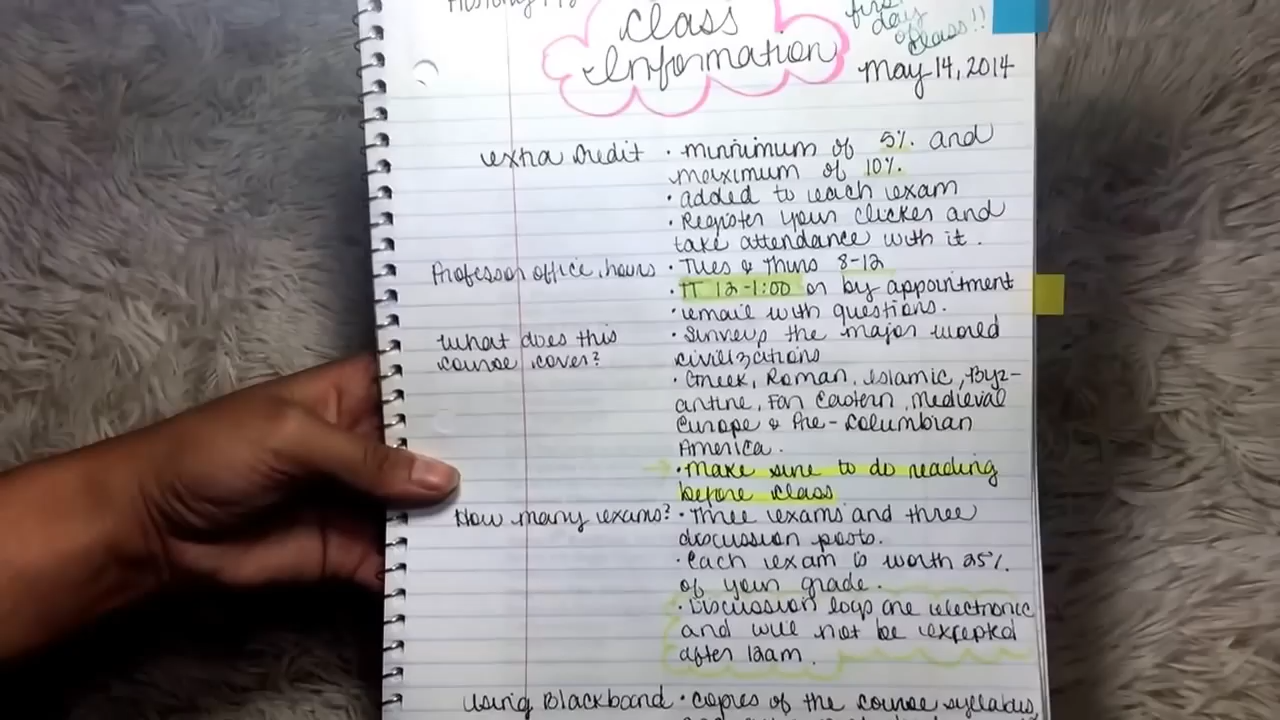 Class
Information
first
day
of
class!!
May 14, 2014
extra credit · minimum of 5% and
maximum of 10%.
· added to each exam
· Register your clicker and
take attendance with it.
Professor office hours · Tues & Thurs 8-12
· TT 12-1:00 or by appointment
· email with questions.
What does this · Surveys the major world
course cover? civilizations
· Greek, Roman, Islamic, Byz-
antine, Far Eastern, Medieval
Europe & Pre-Columbian
America.
→ · Make sure to do reading
before class
How many exams? · Three exams and three
discussion posts.
· Each exam is worth 25%
of your grade.
· Discussion logs are electronic
and will not be excepted
after 12am.
Using Blackboard · copies of the course syllabus,